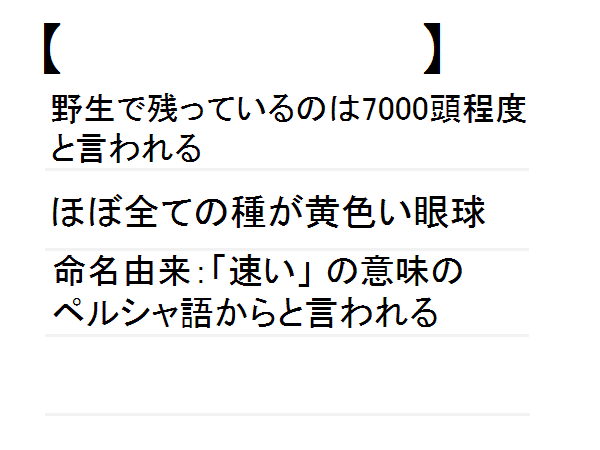 【 】
野生で残っているのは7000頭程度
と言われる
ほぼ全ての種が黄色い眼球
命名由来:「速い」の意味の
ペルシャ語からと言われる